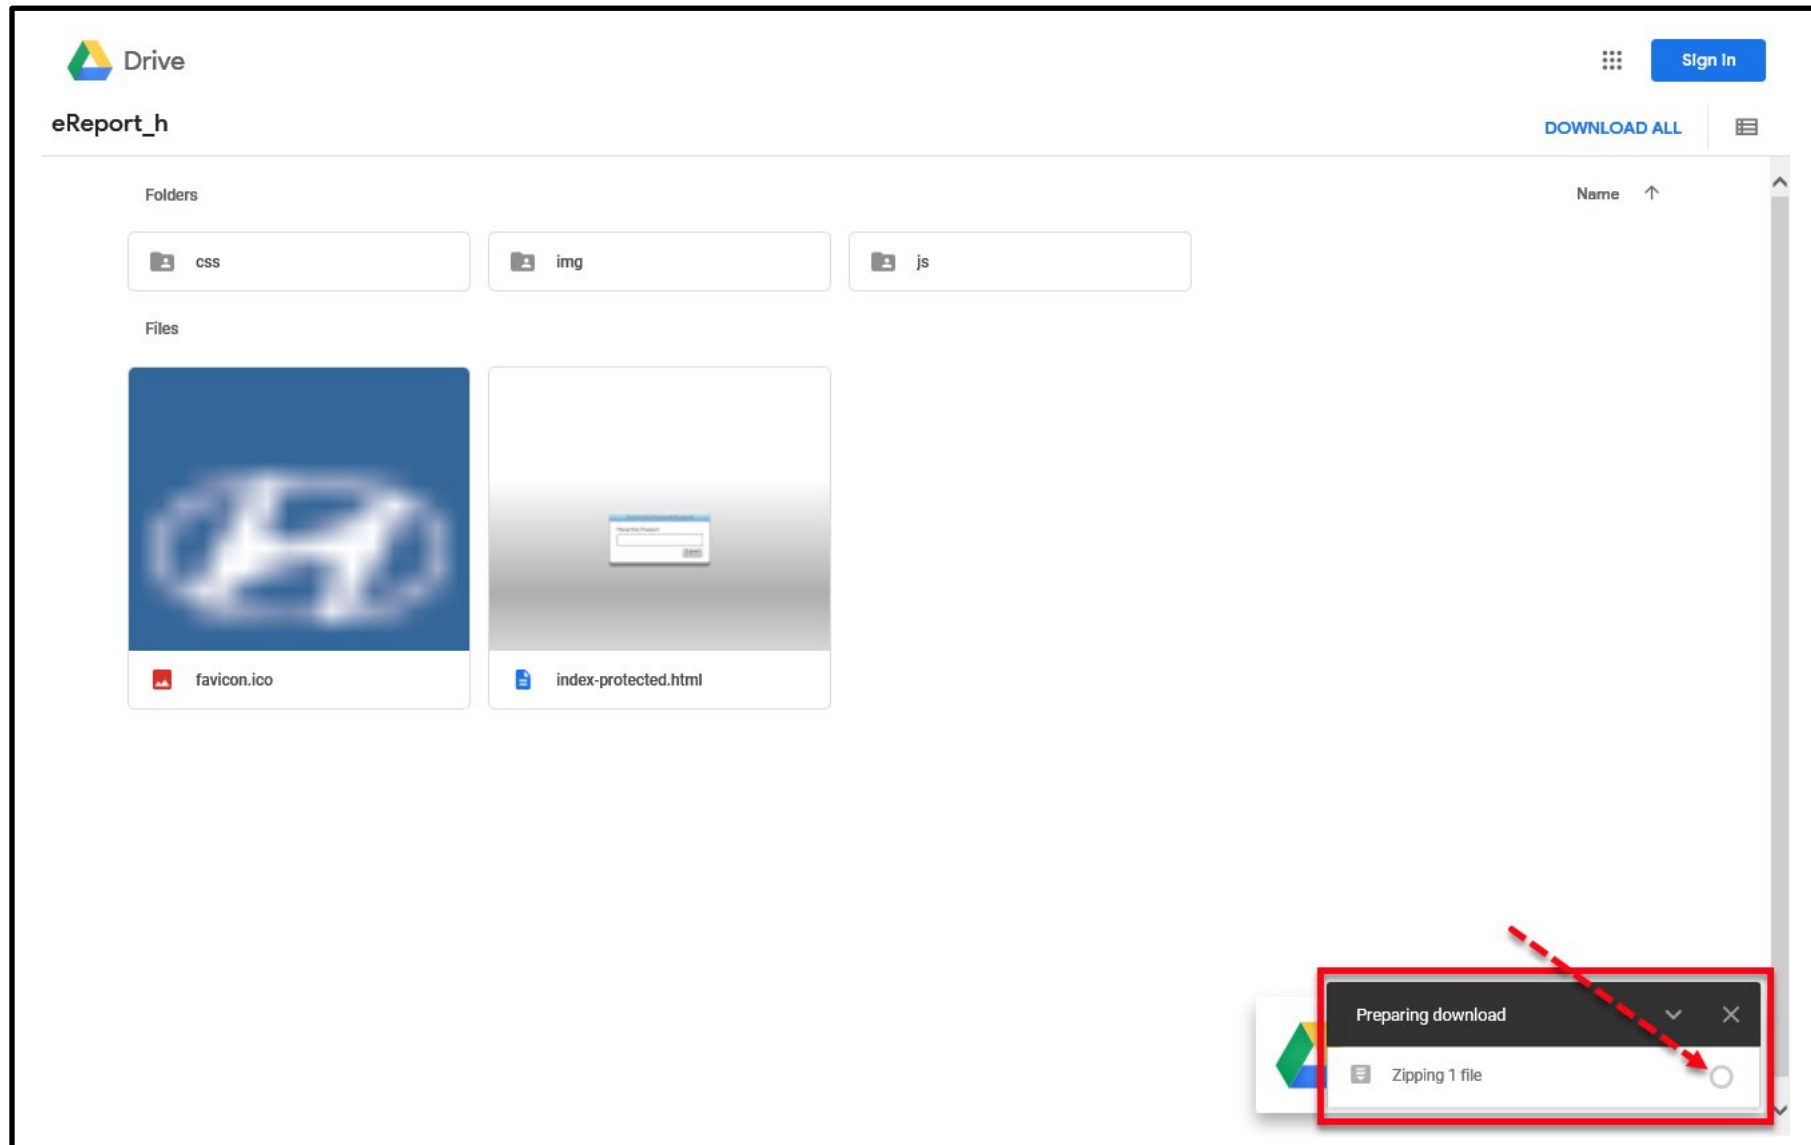 Drive
Sign In
eReport_h
DOWNLOAD ALL
Folders
Name
css
img
js
Files
favicon.ico
index-protected.html
Preparing download
Zipping 1 file